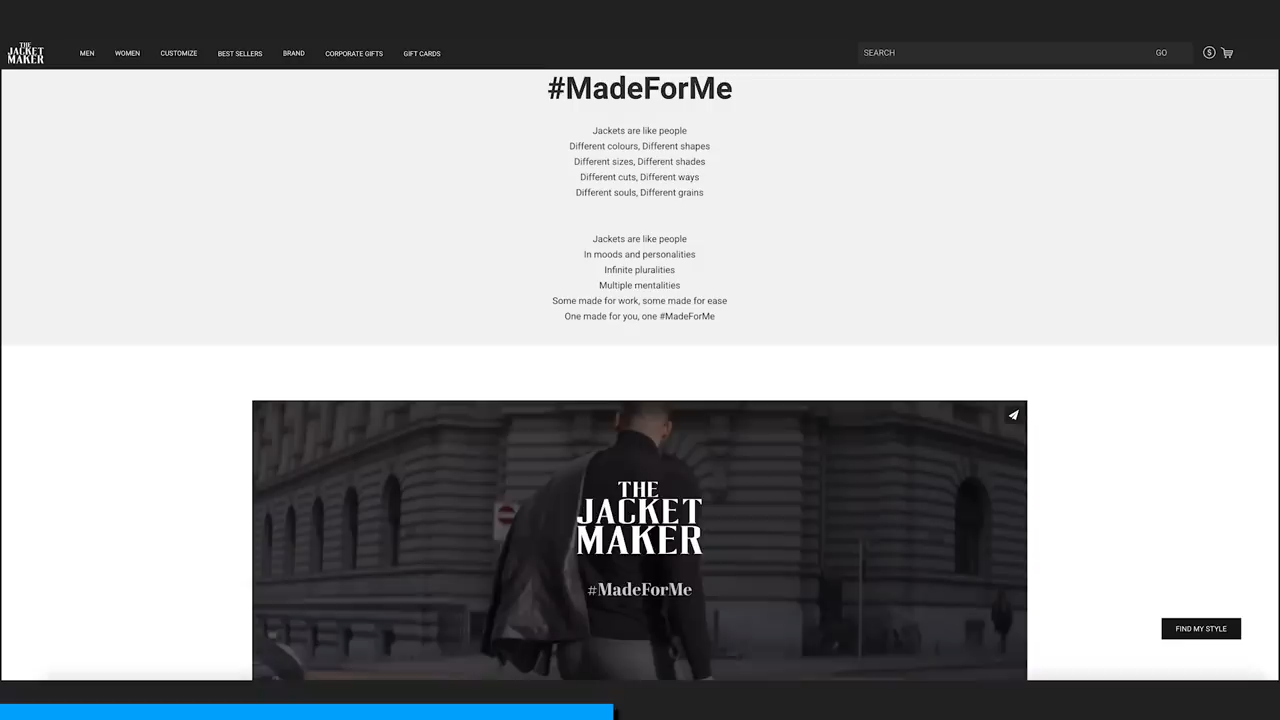 THE
JACKET
MAKER
MEN WOMEN CUSTOMIZE BEST SELLERS BRAND CORPORATE GIFTS GIFT CARDS
SEARCH GO
$
#MadeForMe
Jackets are like people
Different colours, Different shapes
Different sizes, Different shades
Different cuts, Different ways
Different souls, Different grains
Jackets are like people
In moods and personalities
Infinite pluralities
Multiple mentalities
Some made for work, some made for ease
One made for you, one #MadeForMe
THE
JACKET
MAKER
#MadeForMe
FIND MY STYLE